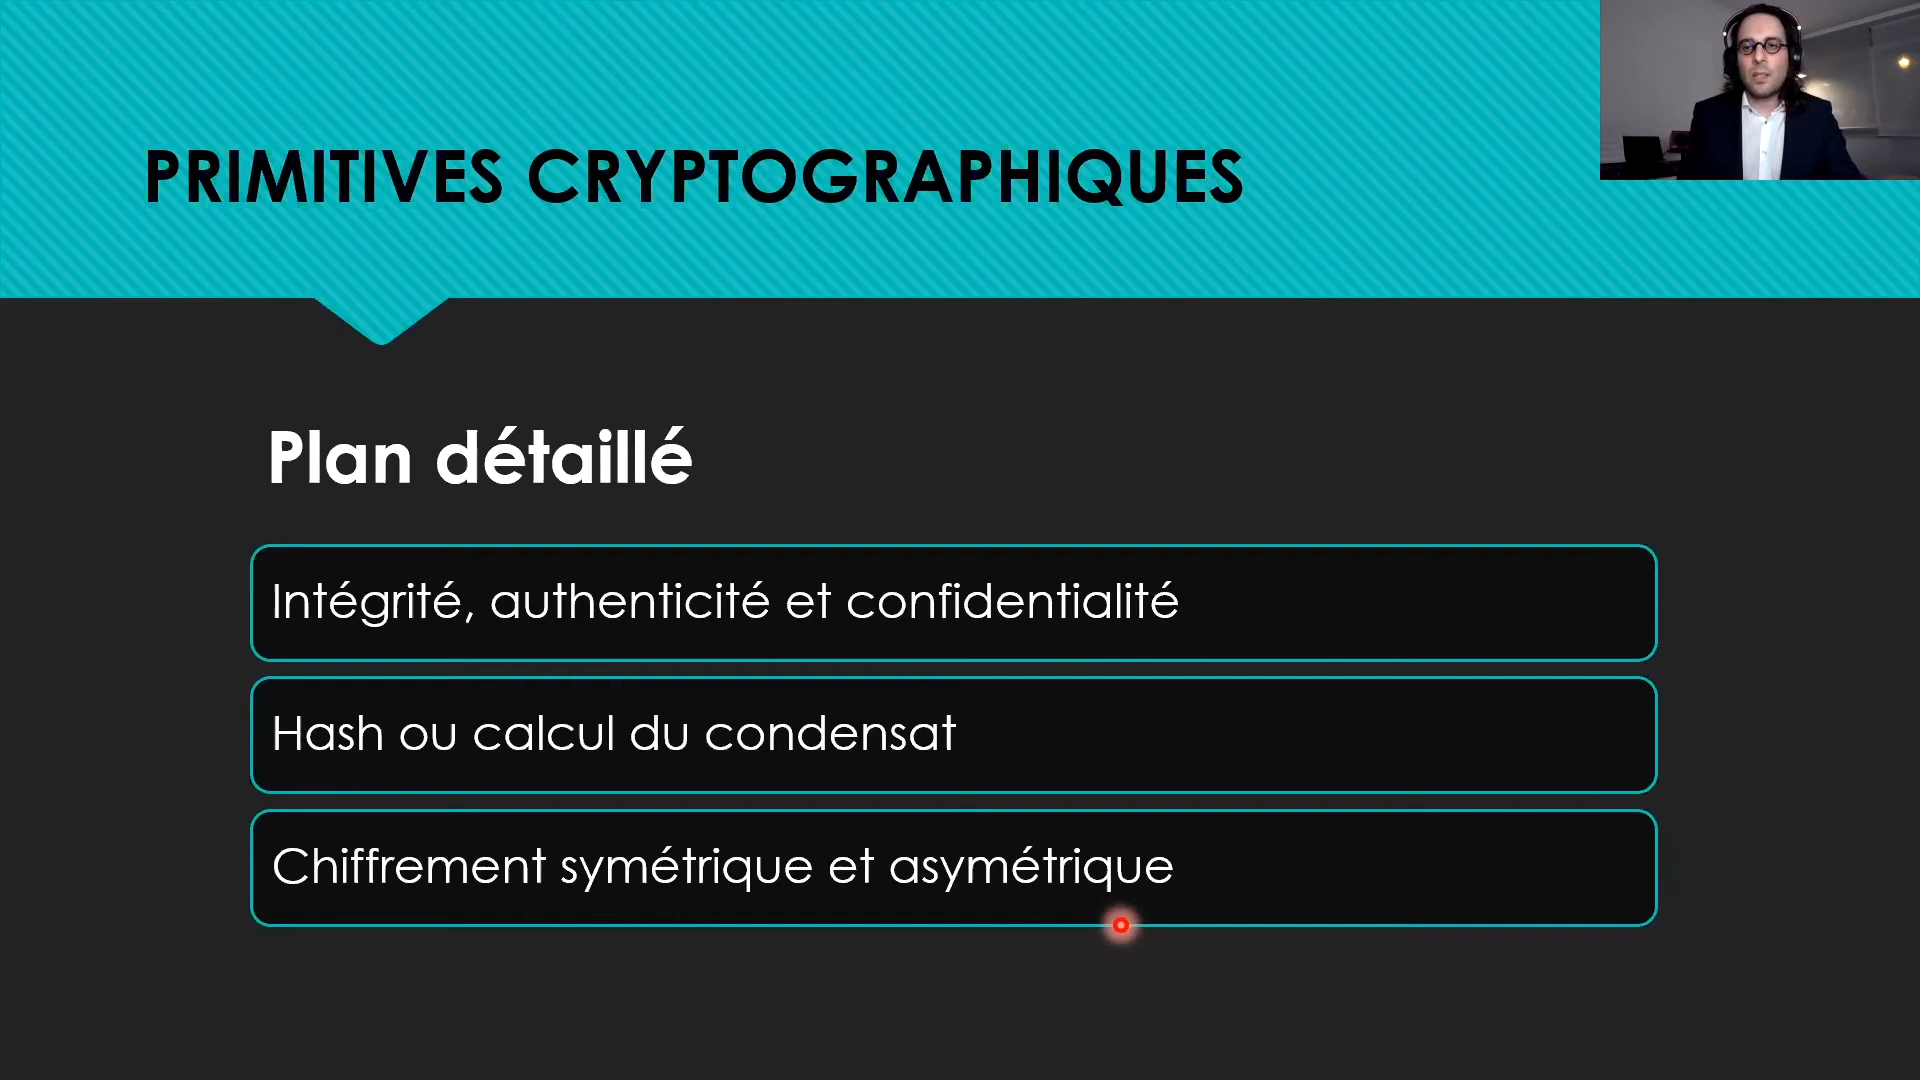 PRIMITIVES CRYPTOGRAPHIQUES
Plan détaillé
Intégrité, authenticité et confidentialité
Hash ou calcul du condensat
Chiffrement symétrique et asymétrique